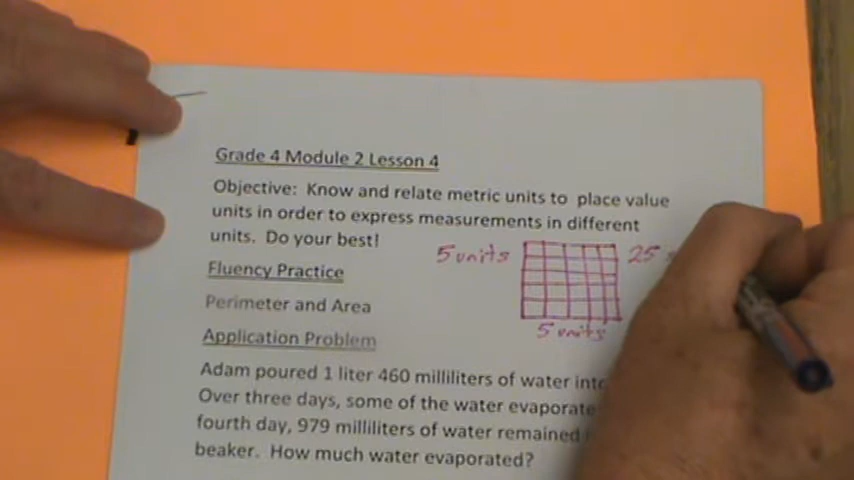 Grade 4 Module 2 Lesson 4
Objective: Know and relate metric units to place value
units in order to express measurements in different
units. Do your best!
5 units
25
Fluency Practice
Perimeter and Area
5 units
Application Problem
Adam poured 1 liter 460 milliliters of water into
Over three days, some of the water evaporate
fourth day, 979 milliliters of water remained
beaker. How much water evaporated?